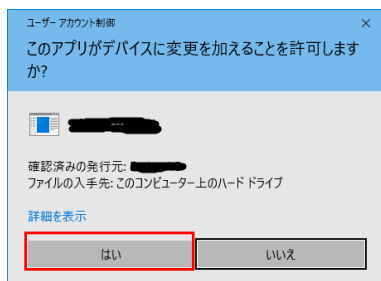 ユーザー アカウント制御
このアプリがデバイスに変更を加えることを許可します
か?
確認済みの発行元:
ファイルの入手先: このコンピューター上のハード ドライブ
詳細を表示
はい
いいえ